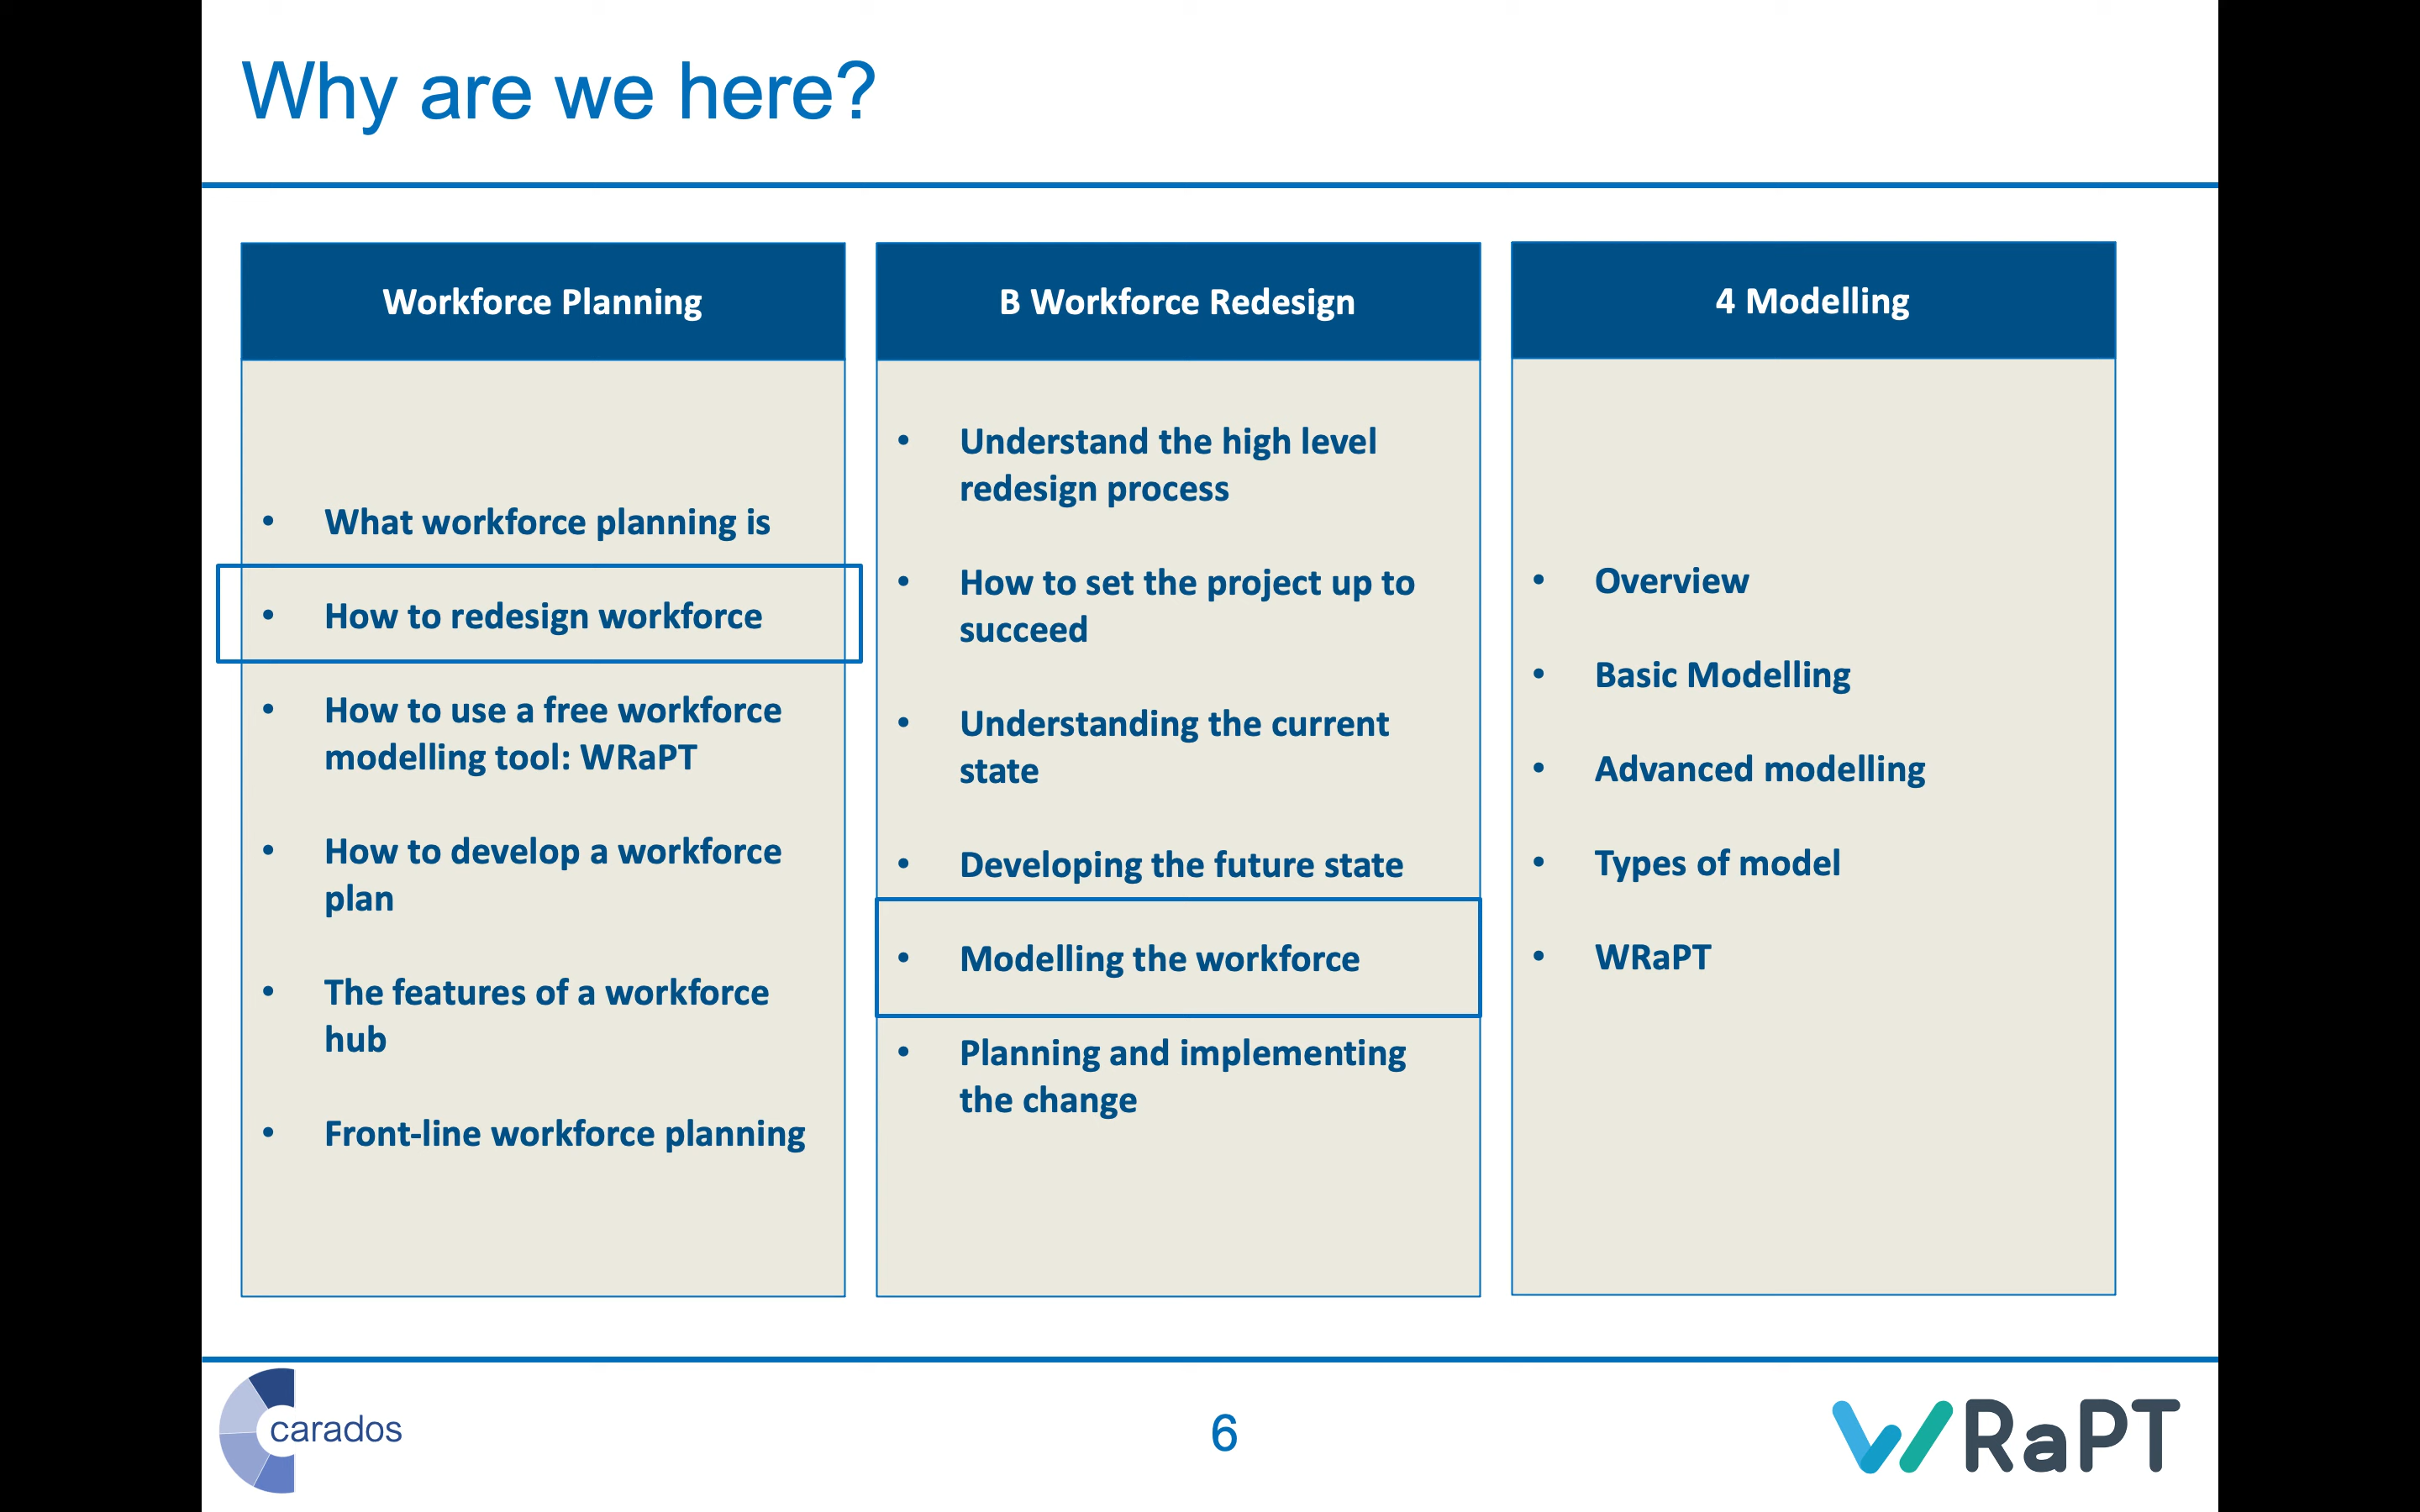 Why are we here?
Workforce Planning
• What workforce planning is
• How to redesign workforce
• How to use a free workforce
modelling tool: WRaPT
• How to develop a workforce
plan
• The features of a workforce
hub
• Front-line workforce planning
B Workforce Redesign
• Understand the high level
redesign process
• How to set the project up to
succeed
• Understanding the current
state
• Developing the future state
• Modelling the workforce
• Planning and implementing
the change
4 Modelling
• Overview
• Basic Modelling
• Advanced modelling
• Types of model
• WRaPT
carados
6
WRaPT